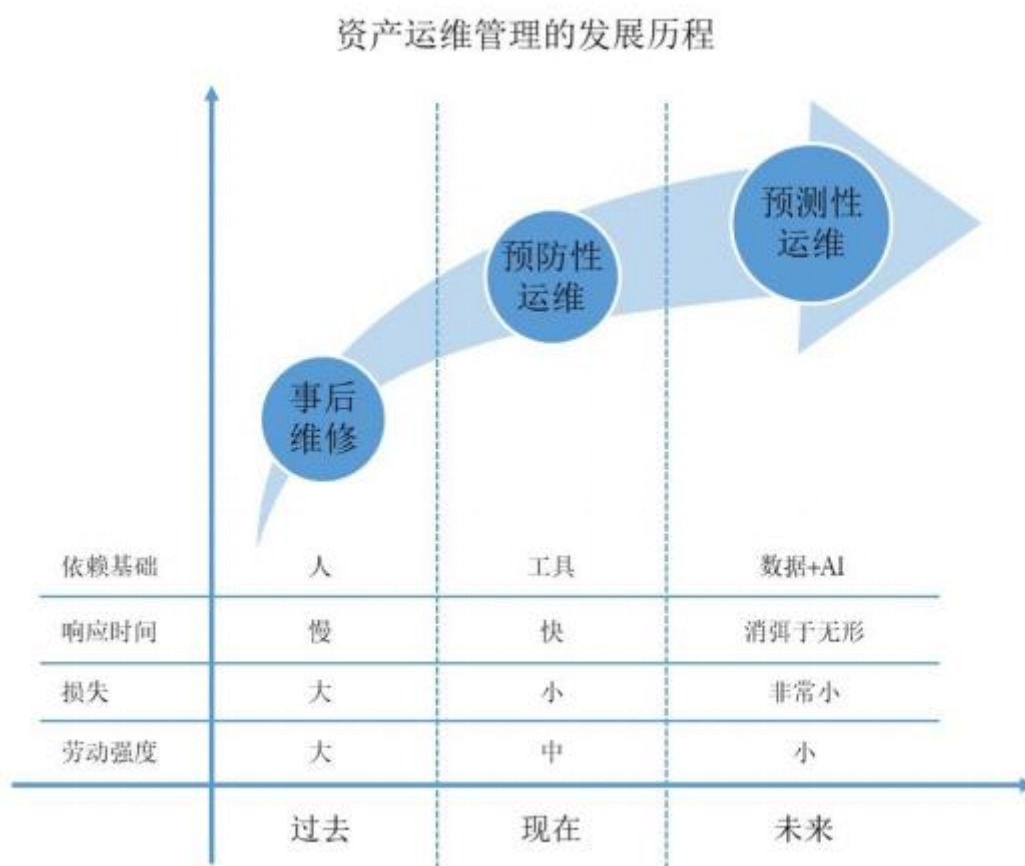 资产运维管理的发展历程
预测性
运维
预防性
运维
事后
维修
依赖基础 人 工具 数据+AI
响应时间 慢 快 消弭于无形
损失 大 小 非常小
劳动强度 大 中 小
过去 现在 未来